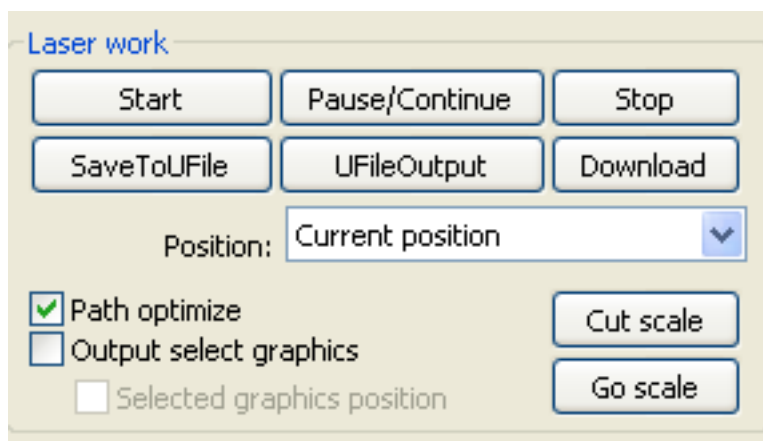 Laser work
Start Pause/Continue Stop
SaveToUFile UFileOutput Download
Position: Current position
Path optimize
Cut scale
Output select graphics
Go scale
Selected graphics position